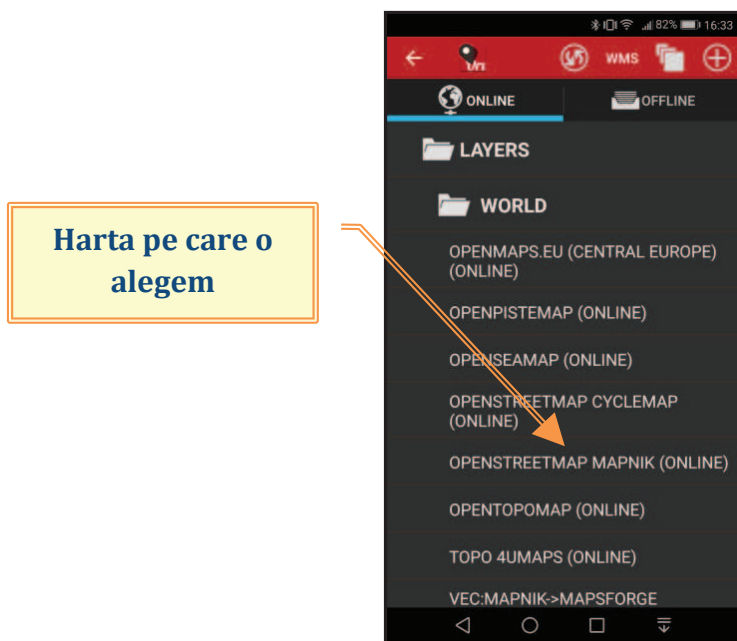 82% 16:33
WMS
ONLINE
OFFLINE
LAYERS
WORLD
Harta pe care o
alegem
OPENMAPS.EU (CENTRAL EUROPE)
(ONLINE)
OPENPISTEMAP (ONLINE)
OPENSEAMAP (ONLINE)
OPENSTREETMAP CYCLEMAP
(ONLINE)
OPENSTREETMAP MAPNIK (ONLINE)
OPENTOPOMAP (ONLINE)
TOPO 4UMAPS (ONLINE)
VEC:MAPNIK->MAPSFORGE